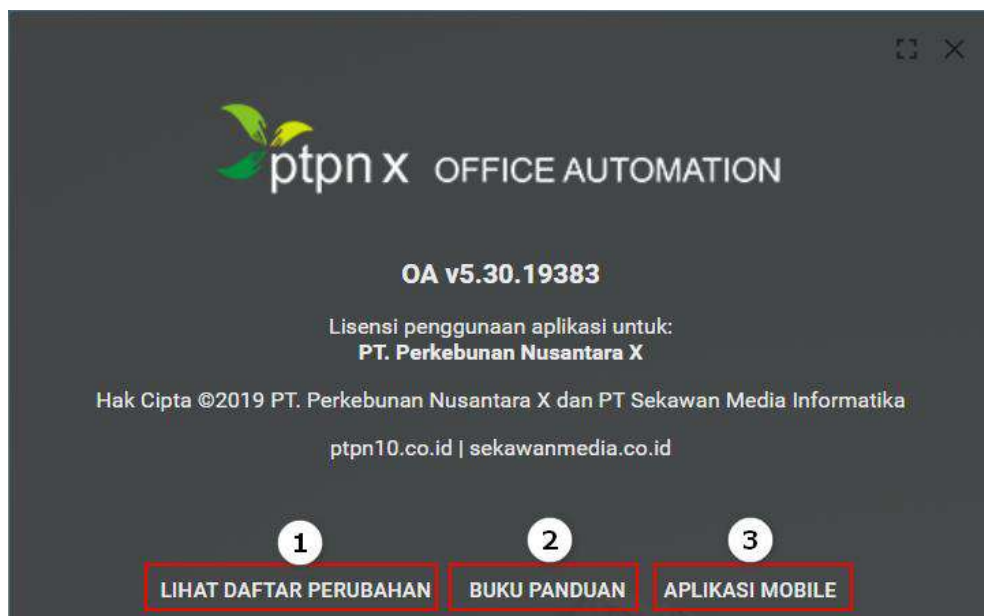 ptpn x OFFICE AUTOMATION
OA v5.30.19383
Lisensi penggunaan aplikasi untuk:
PT. Perkebunan Nusantara X
Hak Cipta ©2019 PT. Perkebunan Nusantara X dan PT Sekawan Media Informatika
ptpn10.co.id | sekawanmedia.co.id
1 2 3
LIHAT DAFTAR PERUBAHAN BUKU PANDUAN APLIKASI MOBILE